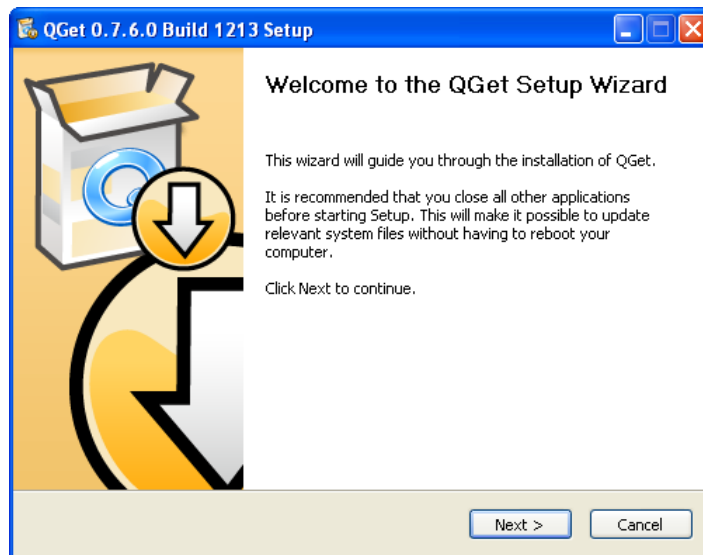 QGet 0.7.6.0 Build 1213 Setup
Welcome to the QGet Setup Wizard
This wizard will guide you through the installation of QGet.
It is recommended that you close all other applications
before starting Setup. This will make it possible to update
relevant system files without having to reboot your
computer.
Click Next to continue.
Q
Next >
Cancel